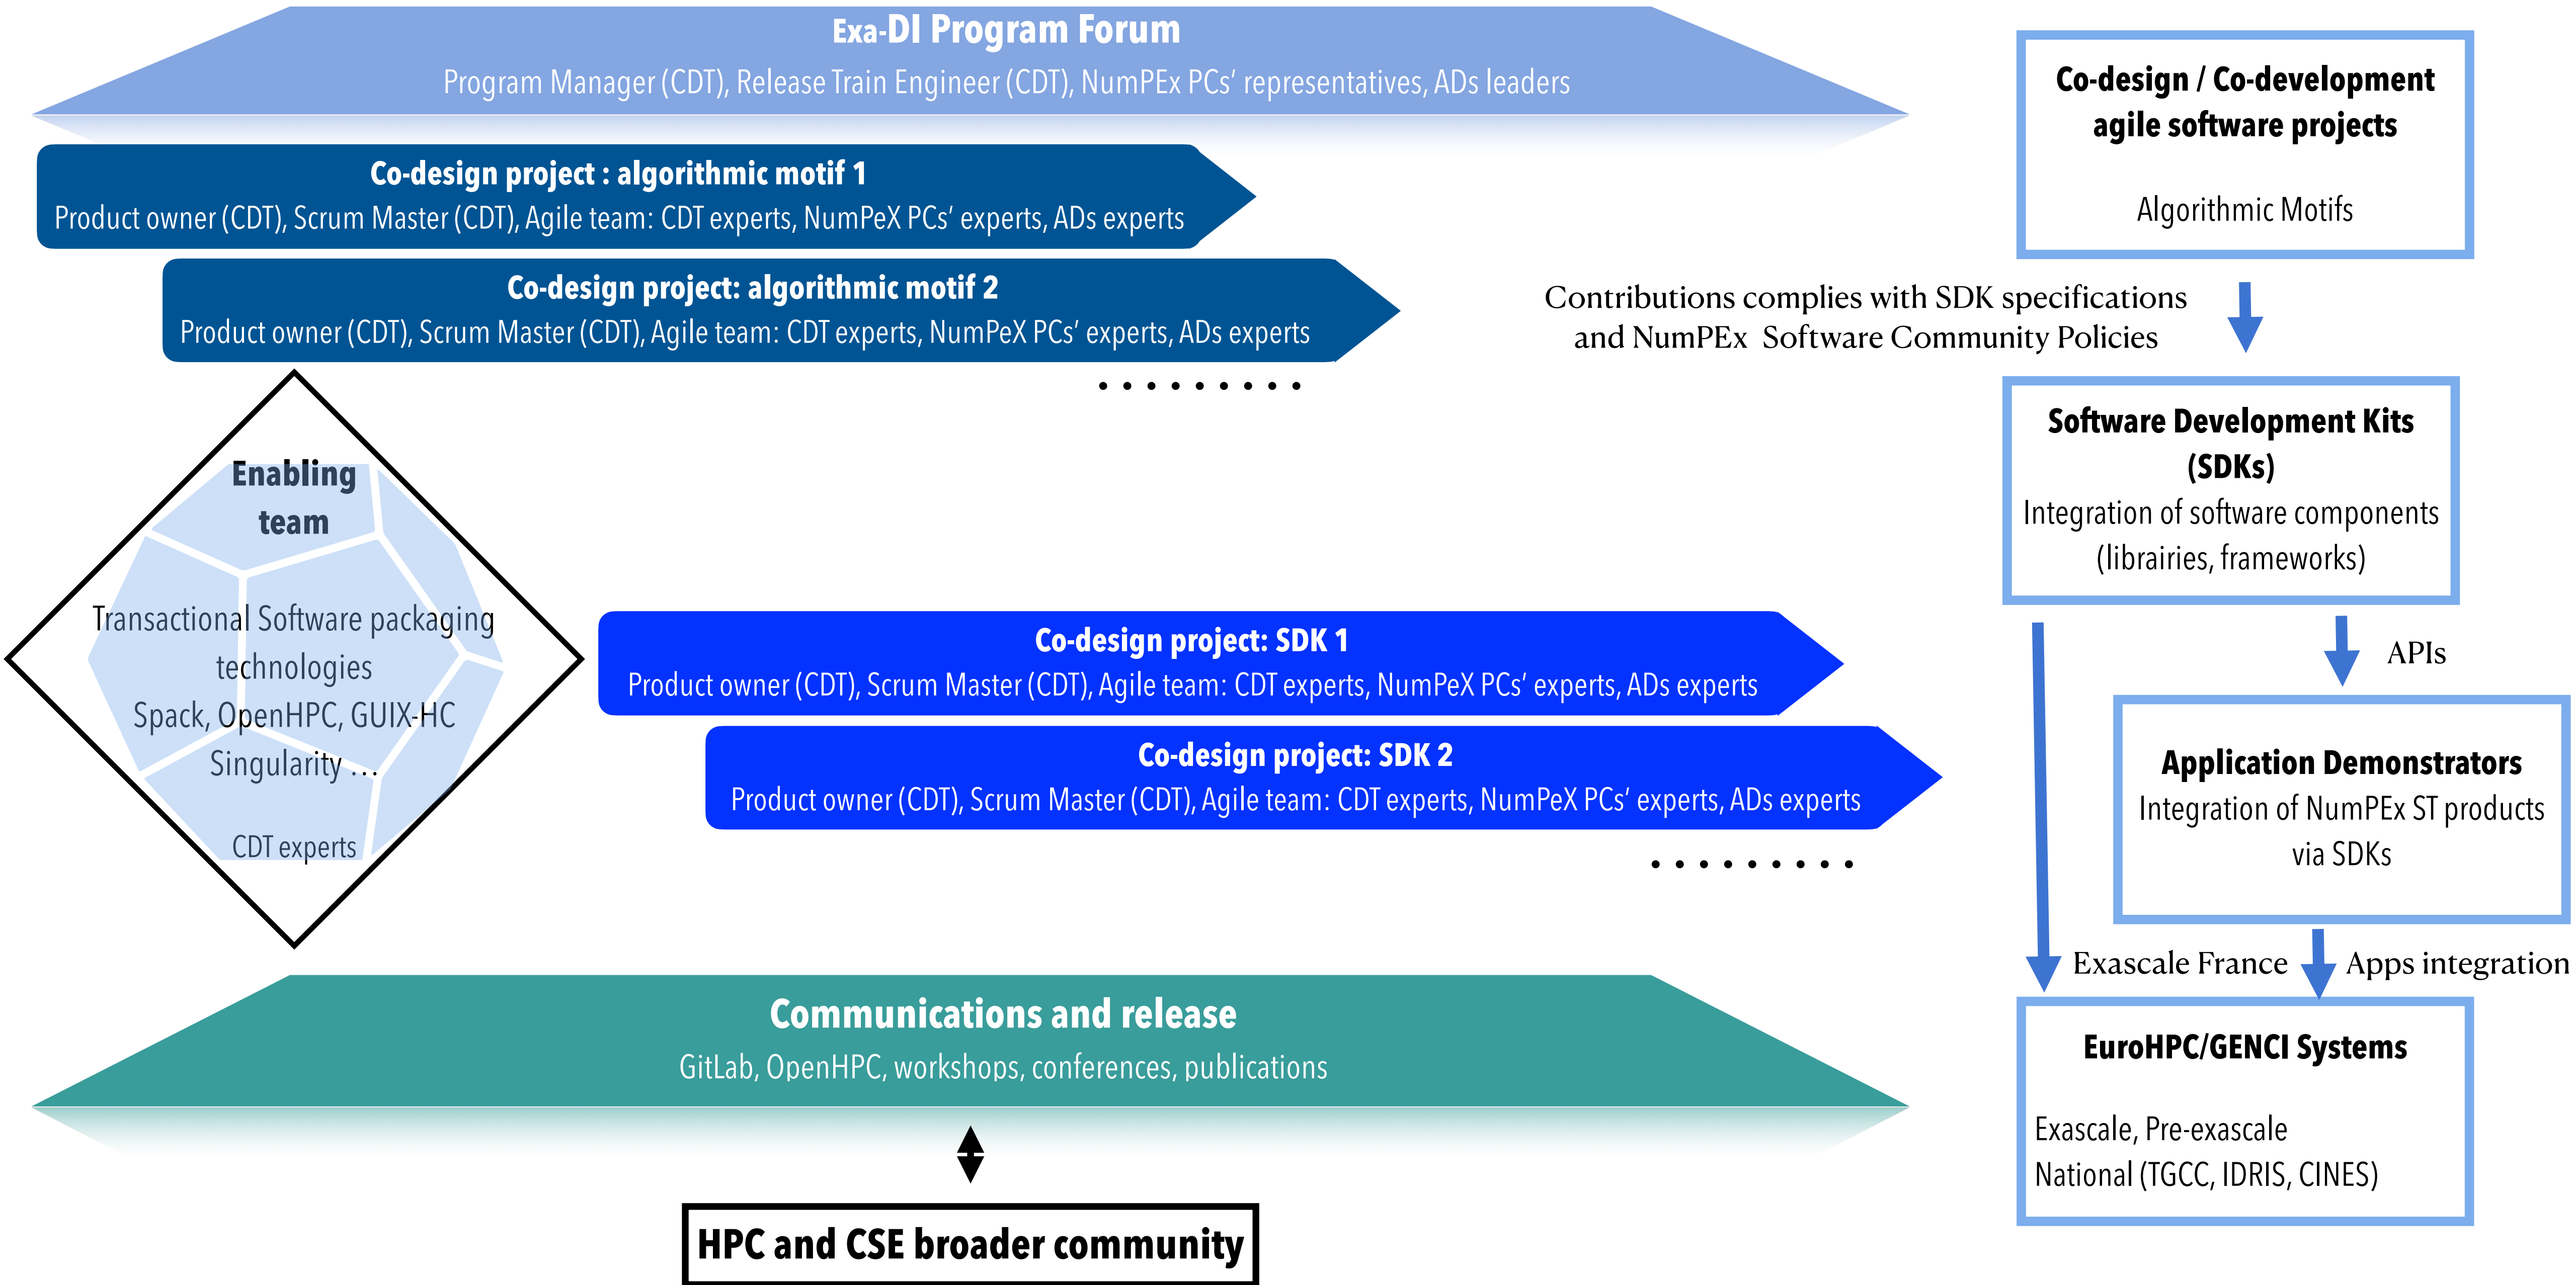 Exa-DI Program Forum
Program Manager (CDT), Release Train Engineer (CDT), NumPEx PCs' representatives, ADs leaders
Co-design project : algorithmic motif 1
Product owner (CDT), Scrum Master (CDT), Agile team: CDT experts, NumPeX PCs' experts, ADs experts
Co-design project: algorithmic motif 2
Product owner (CDT), Scrum Master (CDT), Agile team: CDT experts, NumPeX PCs' experts, ADs experts
.........
Enabling
team
Transactional Software packaging
technologies
Spack, OpenHPC, GUIX-HC
Singularity ...
CDT experts
Co-design project: SDK 1
Product owner (CDT), Scrum Master (CDT), Agile team: CDT experts, NumPeX PCs' experts, ADs experts
Co-design project: SDK 2
Product owner (CDT), Scrum Master (CDT), Agile team: CDT experts, NumPeX PCs' experts, ADs experts
.........
Communications and release
GitLab, OpenHPC, workshops, conferences, publications
HPC and CSE broader community
Co-design / Co-development
agile software projects
Algorithmic Motifs
Contributions complies with SDK specifications
and NumPEx Software Community Policies
Software Development Kits
(SDKs)
Integration of software components
(librairies, frameworks)
APIs
Application Demonstrators
Integration of NumPEx ST products
via SDKs
Exascale France
Apps integration
EuroHPC/GENCI Systems
Exascale, Pre-exascale
National (TGCC, IDRIS, CINES)